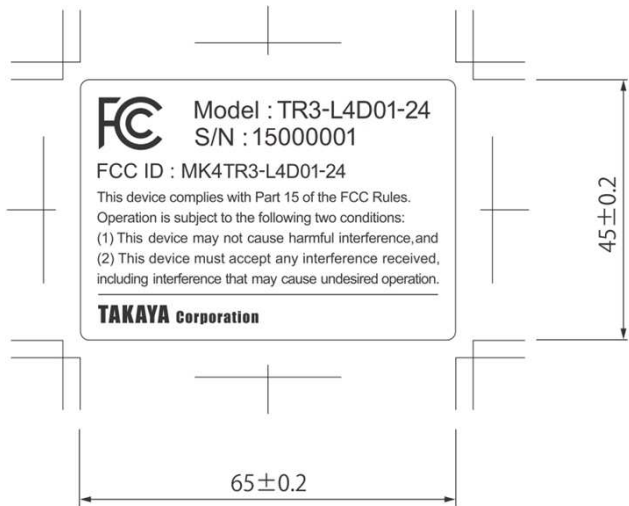 FC Model : TR3-L4D01-24
S/N : 15000001
FCC ID : MK4TR3-L4D01-24
This device complies with Part 15 of the FCC Rules.
Operation is subject to the following two conditions:
(1) This device may not cause harmful interference,and
(2) This device must accept any interference received,
including interference that may cause undesired operation.
TAKAYA Corporation
45±0.2
65±0.2